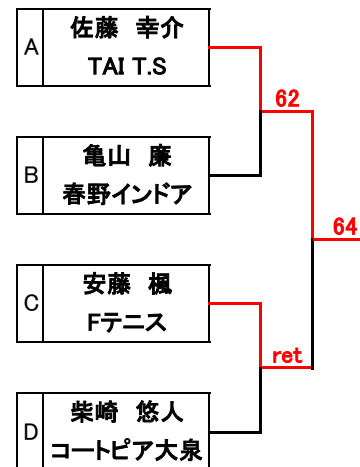 A
佐藤 幸介
TAI T.S
62
B
亀山 廉
春野インドア
64
C
安藤 楓
Fテニス
ret
D
柴崎 悠人
コートピア大泉